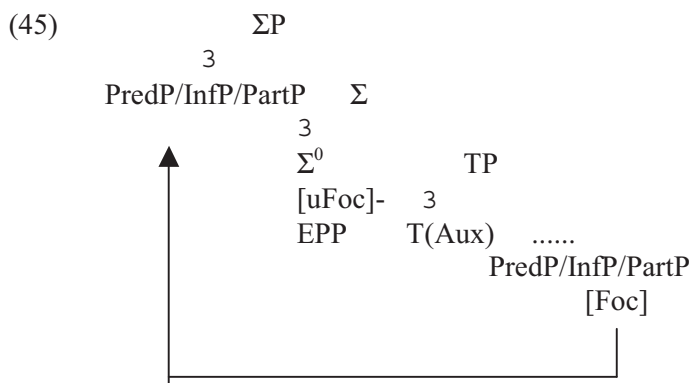 (45) ΣP
3
PredP/InfP/PartP Σ
3
Σ⁰ TP
[uFoc]- 3
EPP T(Aux) ......
PredP/InfP/PartP
[Foc]